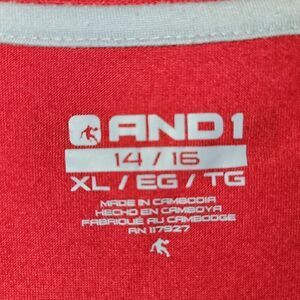 AND1
14 / 16
XL / EG / TG
MADE IN CAMBODIA
HECHO EN CAMBOYA
FABRIQUÉ AU CAMBODGE
RN 117927